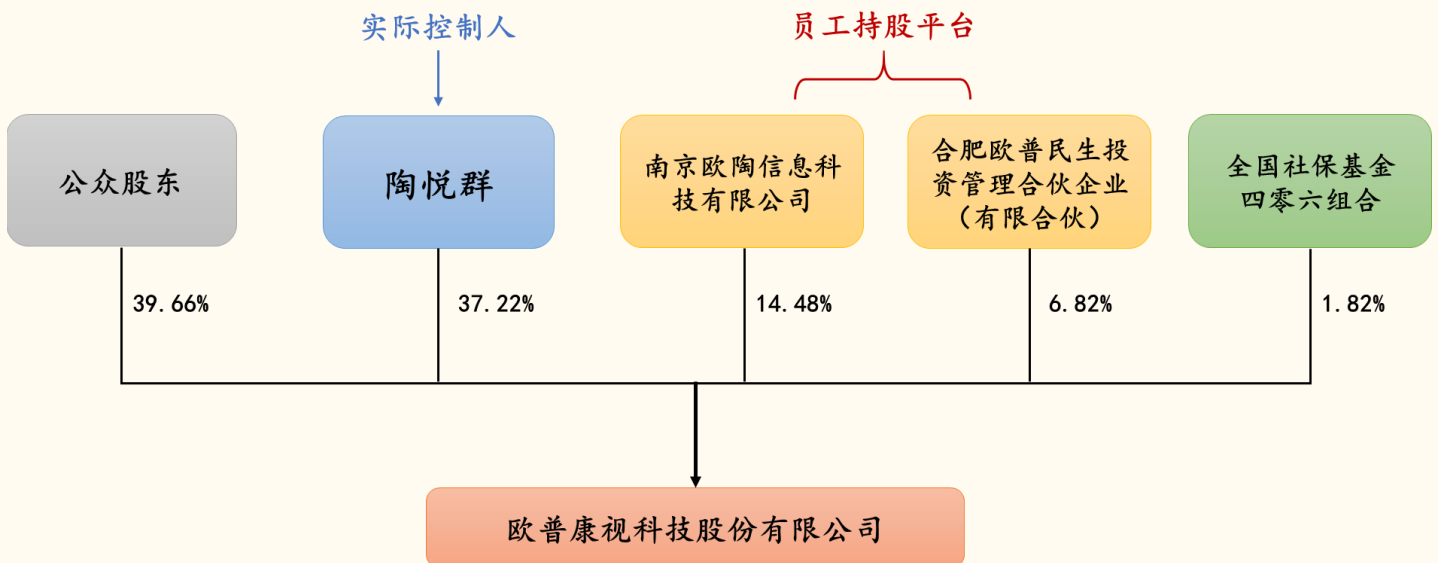 实际控制人
员工持股平台
公众股东
陶悦群
南京欧陶信息科
技有限公司
合肥欧普民生投
资管理合伙企业
（有限合伙）
全国社保基金
四零六组合
39.66%
37.22%
14.48%
6.82%
1.82%
欧普康视科技股份有限公司